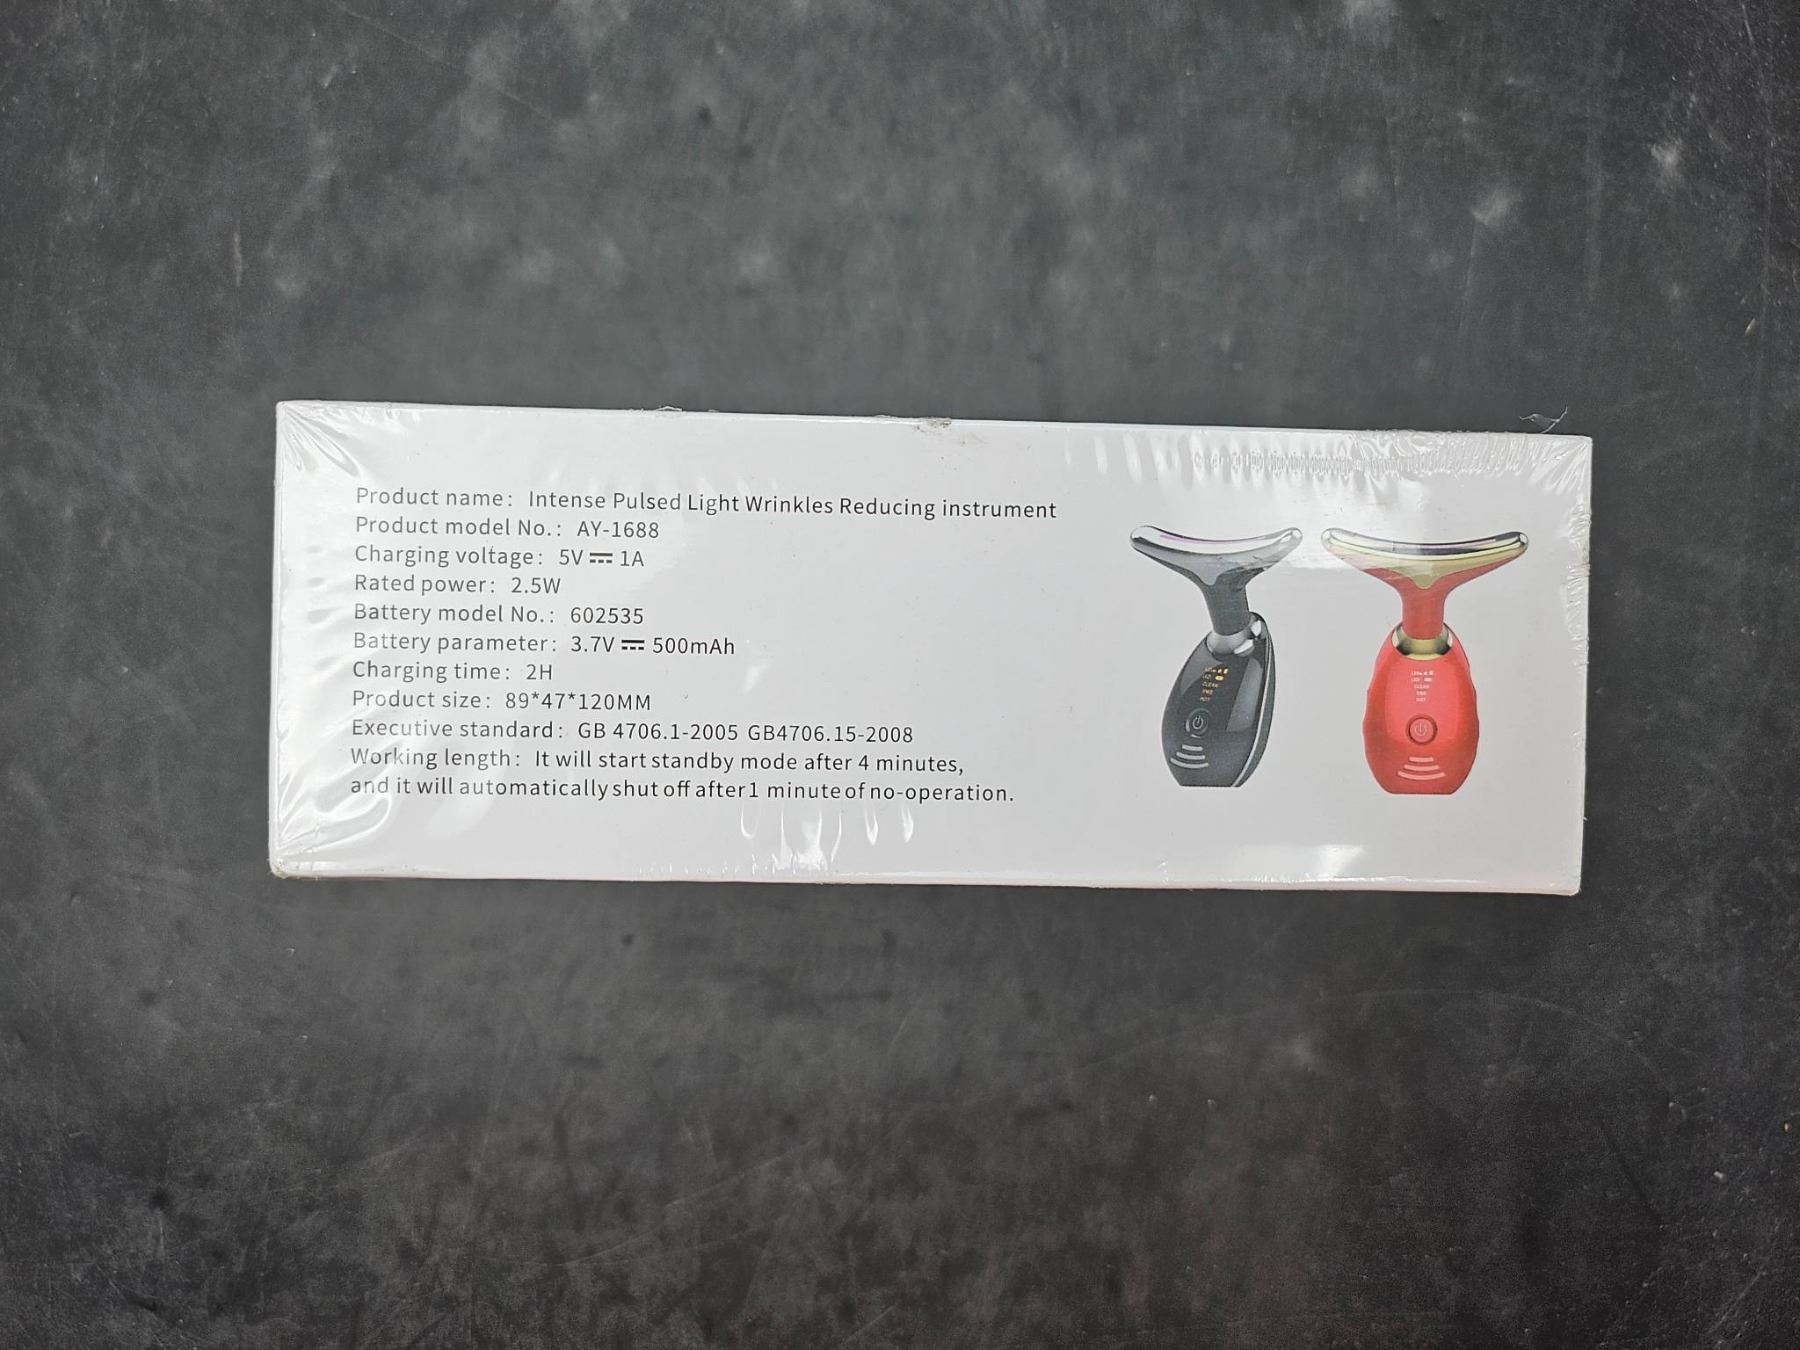 Product name: Intense Pulsed Light Wrinkles Reducing instrument
Product model No.: AY-1688
Charging voltage: 5V⎓1A
Rated power: 2.5W
Battery model No.: 602535
Battery parameter: 3.7V⎓500mAh
Charging time: 2H
Product size: 89*47*120MM
Executive standard: GB 4706.1-2005 GB4706.15-2008
Working length: It will start standby mode after 4 minutes,
and it will automatically shut off after1 minute of no-operation.